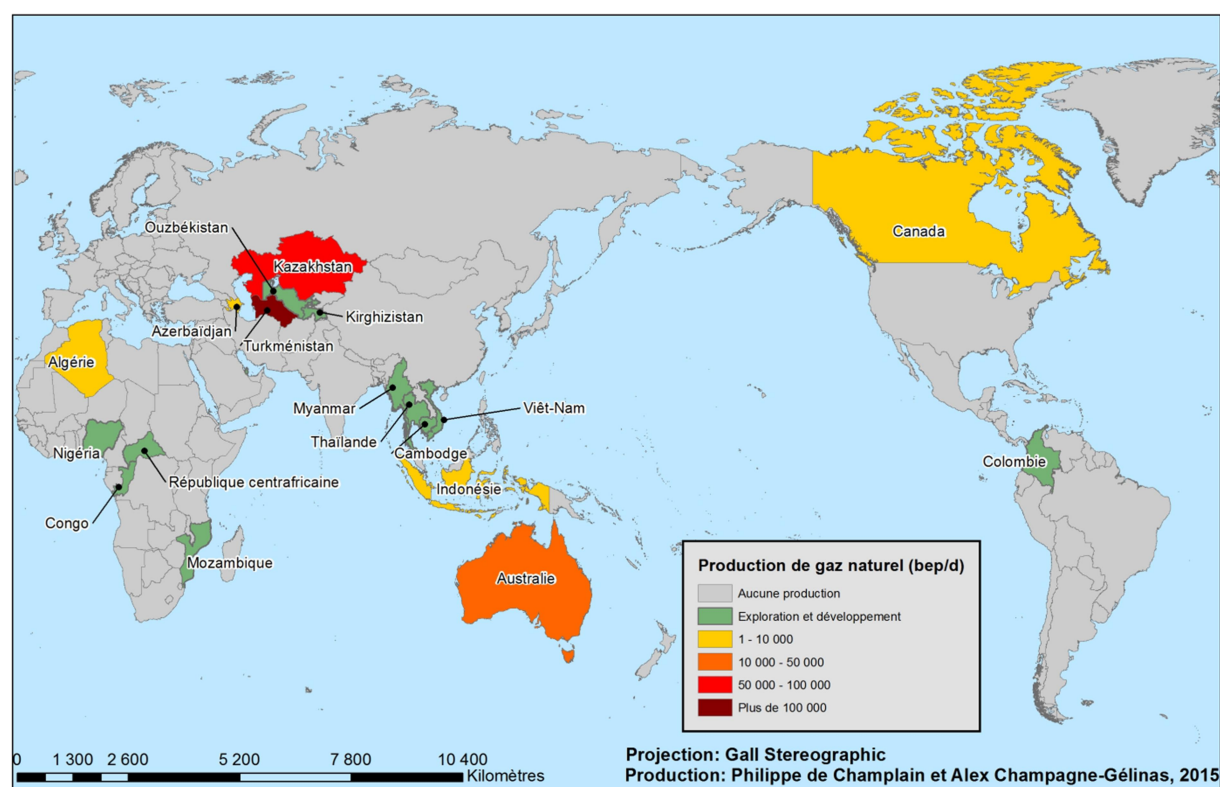 Ouzbékistan
Kazakhstan
Canada
Azerbaïdjan
Kirghizistan
Turkménistan
Algérie
Myanmar
Viêt-Nam
Thaïlande
Cambodge
Nigéria
Colombie
République centrafricaine
Indonésie
Congo
Mozambique
Australie
Production de gaz naturel (bep/d)
Aucune production
Exploration et développement
1 - 10 000
10 000 - 50 000
50 000 - 100 000
Plus de 100 000
0 1 300 2 600 5 200 7 800 10 400
Kilomètres
Projection: Gall Stereographic
Production: Philippe de Champlain et Alex Champagne-Gélinas, 2015